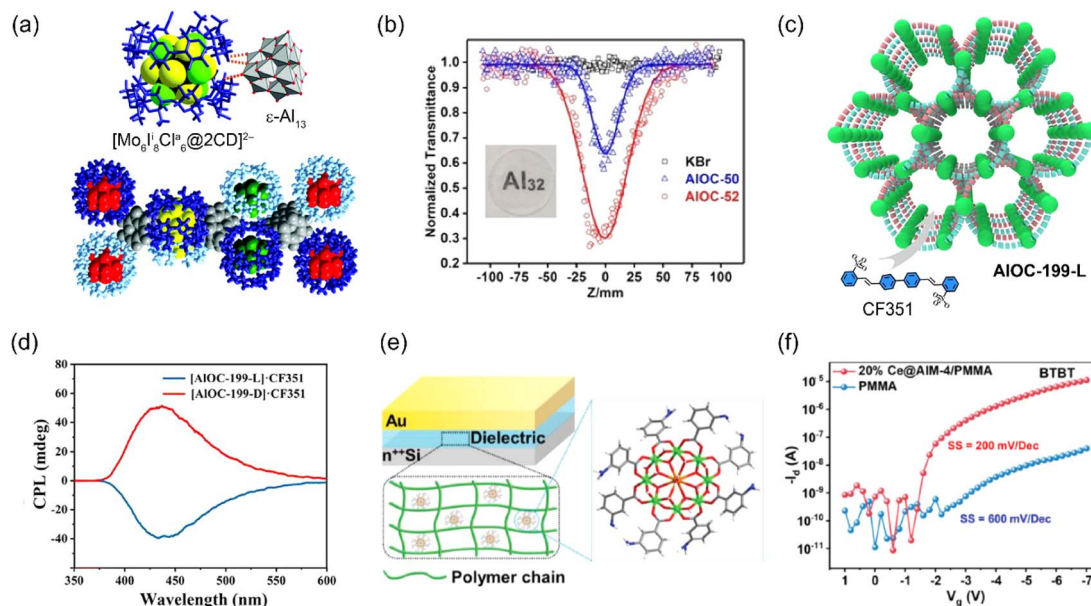 (a)
ε-Al13
[Mo6Ii8Cla6@2CD]2–
(b)
Normalized Transmittance
1.0
0.9
0.8
0.7
0.6
0.5
0.4
0.3
0.2
Al32
KBr
AlOC-50
AlOC-52
-100 -75 -50 -25 0 25 50 75 100
Z/mm
(c)
AlOC-199-L
CF351
(d)
CPL (mdeg)
80
60
40
20
0
-20
-40
[AlOC-199-L]·CF351
[AlOC-199-D]·CF351
350 400 450 500 550 600
Wavelength (nm)
(e)
Au
Dielectric
n++Si
Polymer chain
(f)
20% Ce@AlM-4/PMMA
PMMA
BTBT
SS = 200 mV/Dec
SS = 600 mV/Dec
-Id (A)
10-4
10-5
10-6
10-7
10-8
10-9
10-10
10-11
1 0 -1 -2 -3 -4 -5 -6 -7
Vg (V)